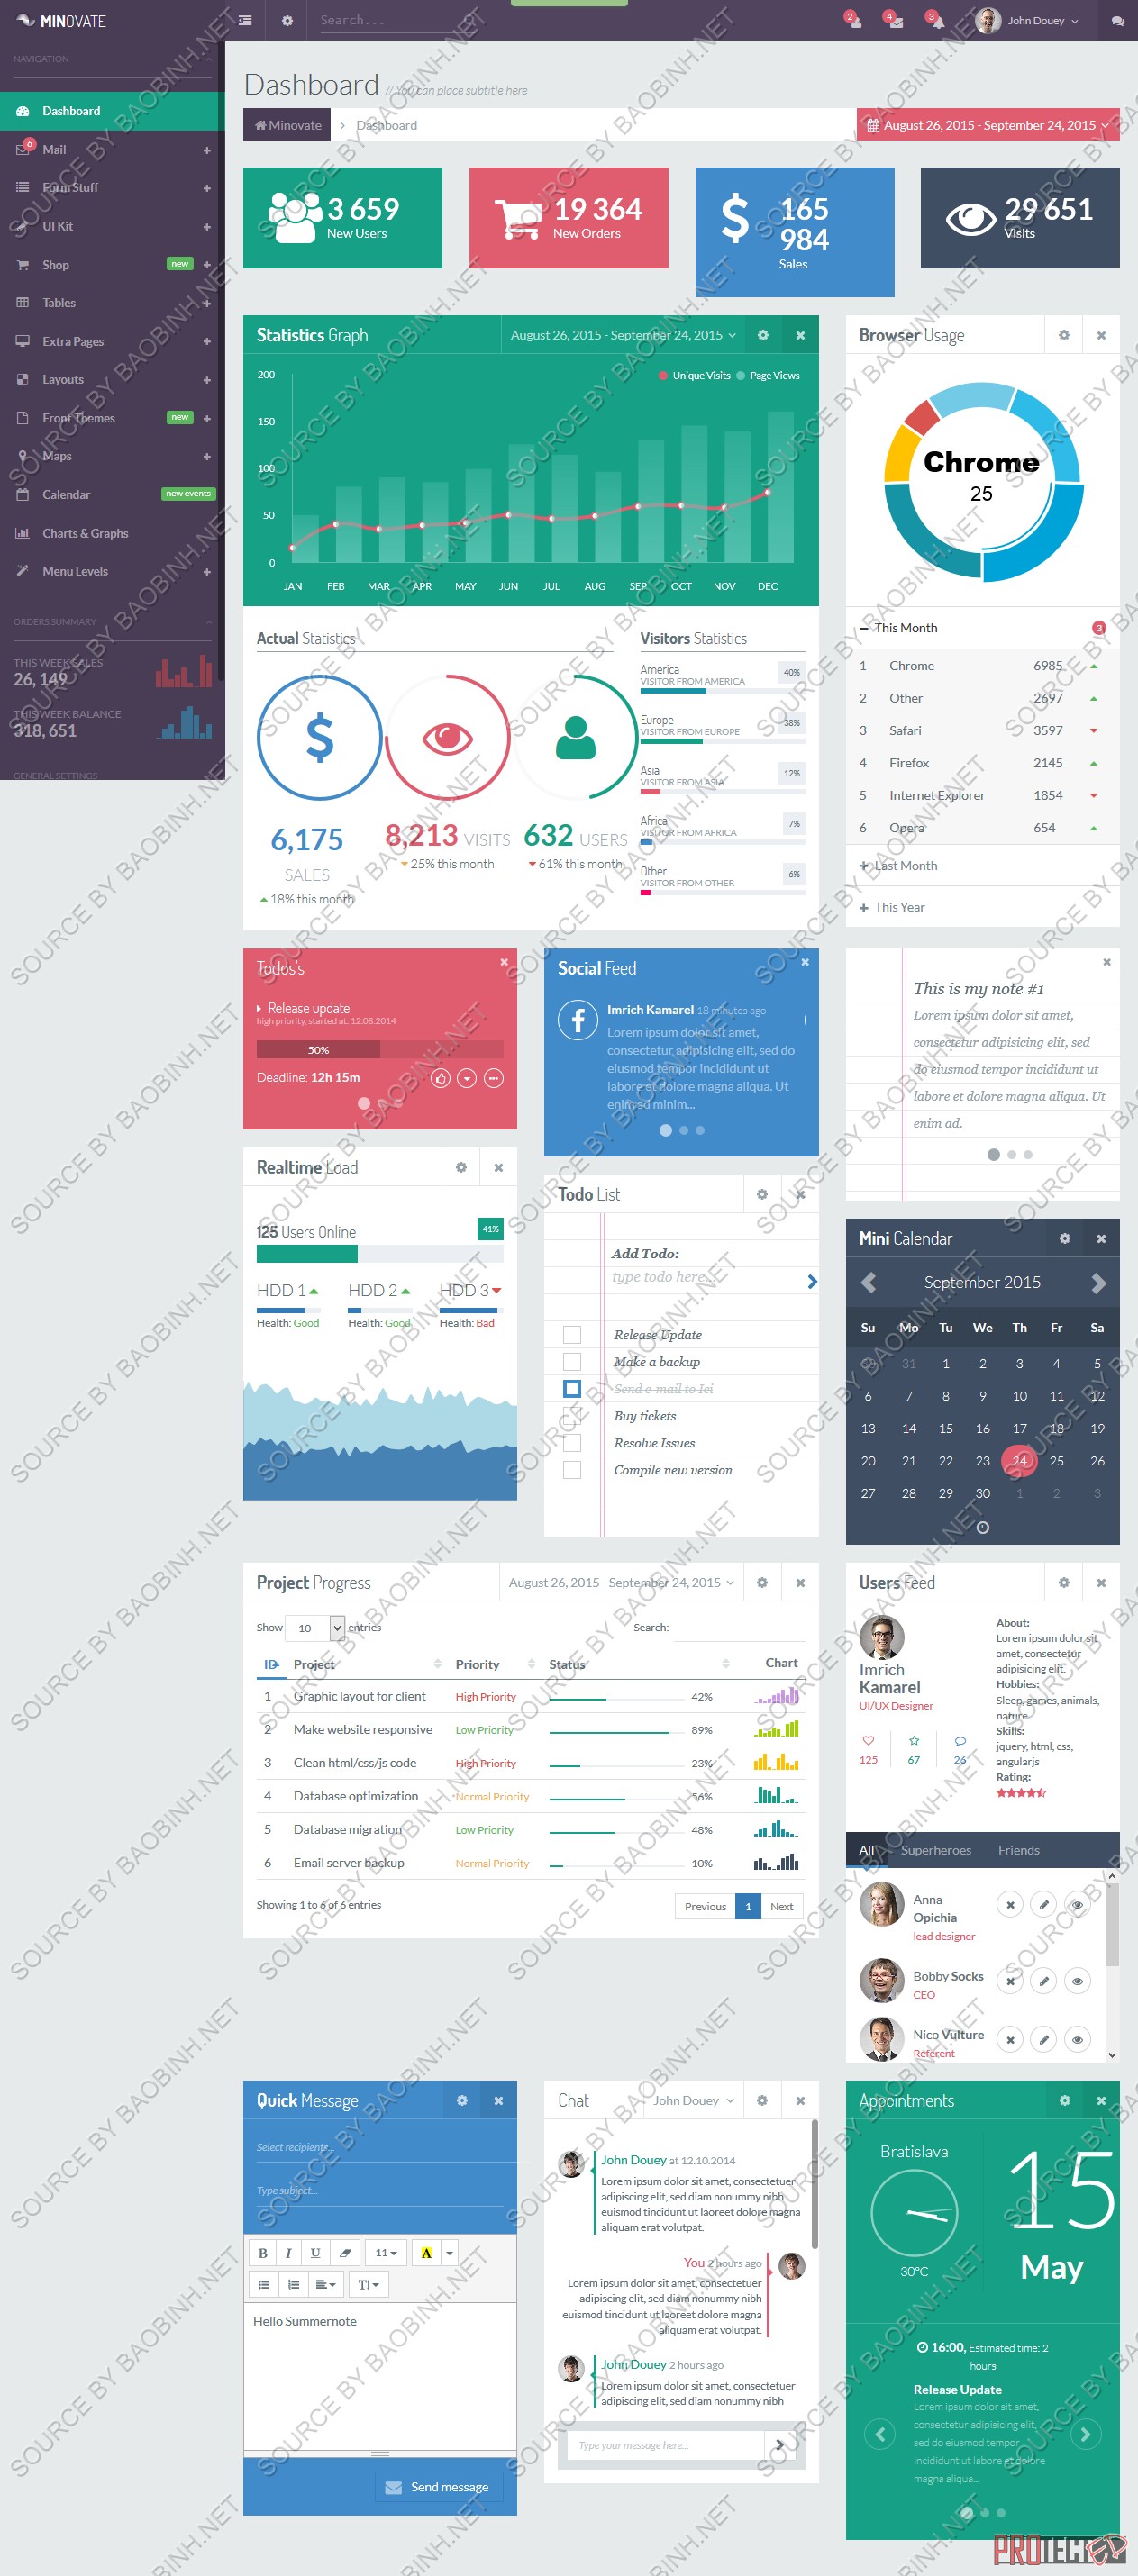 MINOVATE
Search...
2
4
3
John Douey
NAVIGATION
Dashboard
6
Mail
Form Stuff
UI Kit
Shop
new
Tables
Extra Pages
Layouts
Front Themes
new
Maps
Calendar
new events
Charts & Graphs
Menu Levels
ORDERS SUMMARY
THIS WEEK SALES
26, 149
THIS WEEK BALANCE
318, 651
GENERAL SETTINGS
Dashboard // You can place subtitle here
Minovate > Dashboard
August 26, 2015 - September 24, 2015
3 659
New Users
19 364
New Orders
165
984
Sales
29 651
Visits
Statistics Graph
August 26, 2015 - September 24, 2015
Unique Visits Page Views
200
150
100
50
0
JAN FEB MAR APR MAY JUN JUL AUG SEP OCT NOV DEC
Browser Usage
Chrome
25
This Month
3
1 Chrome 6985
2 Other 2697
3 Safari 3597
4 Firefox 2145
5 Internet Explorer 1854
6 Opera 654
Last Month
This Year
Actual Statistics
6,175
SALES
18% this month
8,213 VISITS
25% this month
632 USERS
61% this month
Visitors Statistics
America
VISITOR FROM AMERICA
40%
Europe
VISITOR FROM EUROPE
38%
Asia
VISITOR FROM ASIA
12%
Africa
VISITOR FROM AFRICA
7%
Other
VISITOR FROM OTHER
6%
Todos's
Release update
high priority, started at: 12.08.2014
50%
Deadline: 12h 15m
Social Feed
Imrich Kamarel 18 minutes ago
Lorem ipsum dolor sit amet,
consectetur adipisicing elit, sed do
eiusmod tempor incididunt ut
labore et dolore magna aliqua. Ut
enim ad minim...
This is my note #1
Lorem ipsum dolor sit amet,
consectetur adipisicing elit, sed
do eiusmod tempor incididunt ut
labore et dolore magna aliqua. Ut
enim ad.
Realtime Load
125 Users Online
41%
HDD 1
Health: Good
HDD 2
Health: Good
HDD 3
Health: Bad
Todo List
Add Todo:
type todo here...
Release Update
Make a backup
Send e-mail to Ici
Buy tickets
Resolve Issues
Compile new version
Mini Calendar
September 2015
Su Mo Tu We Th Fr Sa
30 31 1 2 3 4 5
6 7 8 9 10 11 12
13 14 15 16 17 18 19
20 21 22 23 24 25 26
27 28 29 30 1 2 3
Project Progress
August 26, 2015 - September 24, 2015
Show 10 entries
Search:
ID Project Priority Status Chart
1 Graphic layout for client High Priority 42%
2 Make website responsive Low Priority 89%
3 Clean html/css/js code High Priority 23%
4 Database optimization Normal Priority 56%
5 Database migration Low Priority 48%
6 Email server backup Normal Priority 10%
Showing 1 to 6 of 6 entries
Previous 1 Next
Users Feed
Imrich
Kamarel
UI/UX Designer
125
67
26
About:
Lorem ipsum dolor sit
amet, consectetur
adipisicing elit.
Hobbies:
Sleep, games, animals,
nature
Skills:
jquery, html, css,
angularjs
Rating:
All Superheroes Friends
Anna
Opichia
lead designer
Bobby Socks
CEO
Nico Vulture
Referent
Quick Message
Select recipients...
Type subject...
B I U 11 A
T!
Hello Summernote
Send message
Chat
John Douey
John Douey at 12.10.2014
Lorem ipsum dolor sit amet, consectetuer
adipiscing elit, sed diam nonummy nibh
euismod tincidunt ut laoreet dolore magna
aliquam erat volutpat.
You 2 hours ago
Lorem ipsum dolor sit amet, consectetuer
adipiscing elit, sed diam nonummy nibh
euismod tincidunt ut laoreet dolore magna
aliquam erat volutpat.
John Douey 2 hours ago
Lorem ipsum dolor sit amet, consectetuer
adipiscing elit, sed diam nonummy nibh
Type your message here...
Appointments
Bratislava
30°C
15
May
16:00, Estimated time: 2
hours
Release Update
Lorem ipsum dolor sit amet,
consectetur adipisicing elit,
sed do eiusmod tempor
incididunt ut labore et dolore
magna aliqua...
SOURCE BY BAOBINH.NET
PROTECTED